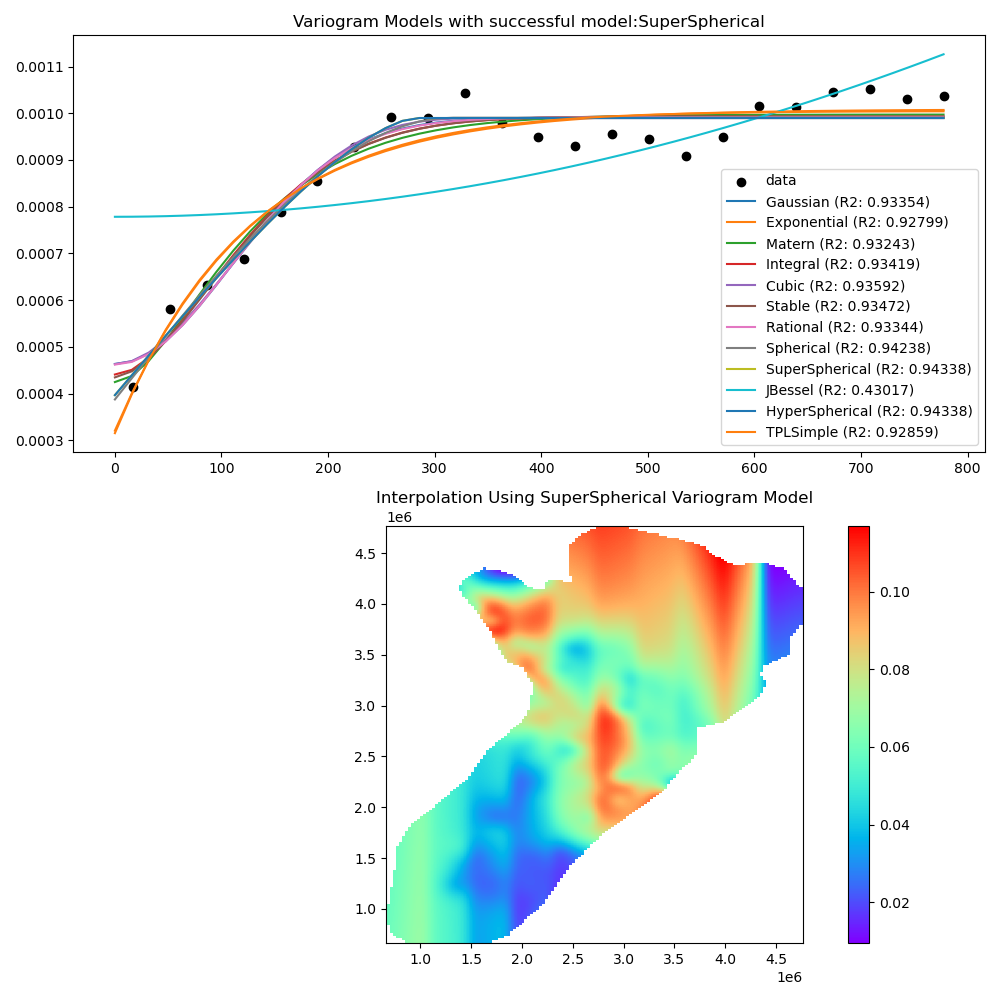 Variogram Models with successful model:SuperSpherical
0.0011
0.0010
0.0009
0.0008
0.0007
0.0006
0.0005
0.0004
0.0003
data
Gaussian (R2: 0.93354)
Exponential (R2: 0.92799)
Matern (R2: 0.93243)
Integral (R2: 0.93419)
Cubic (R2: 0.93592)
Stable (R2: 0.93472)
Rational (R2: 0.93344)
Spherical (R2: 0.94238)
SuperSpherical (R2: 0.94338)
JBessel (R2: 0.43017)
HyperSpherical (R2: 0.94338)
TPLSimple (R2: 0.92859)
0 100 200 300 400 500 600 700 800
Interpolation Using SuperSpherical Variogram Model
1e6
4.5
4.0
3.5
3.0
2.5
2.0
1.5
1.0
1.0 1.5 2.0 2.5 3.0 3.5 4.0 4.5
1e6
0.10
0.08
0.06
0.04
0.02